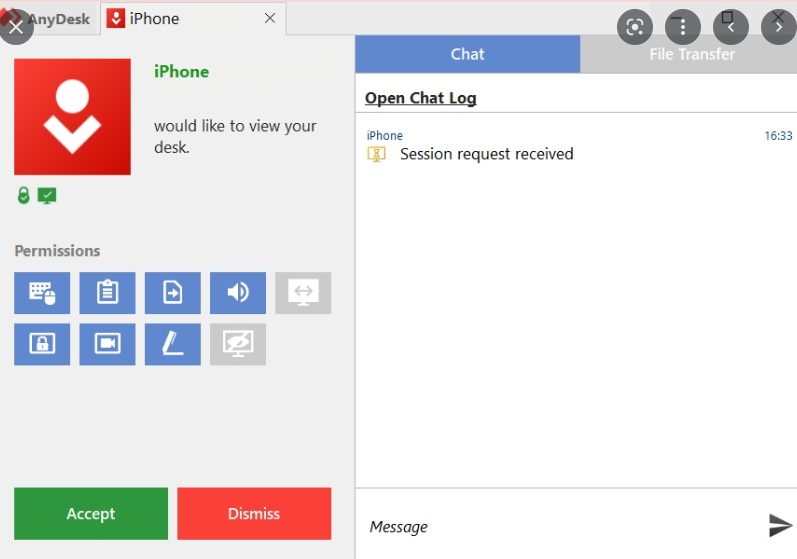 AnyDesk
iPhone
iPhone
would like to view your
desk.
Permissions
Accept
Dismiss
Chat
File Transfer
Open Chat Log
iPhone
16:33
Session request received
Message